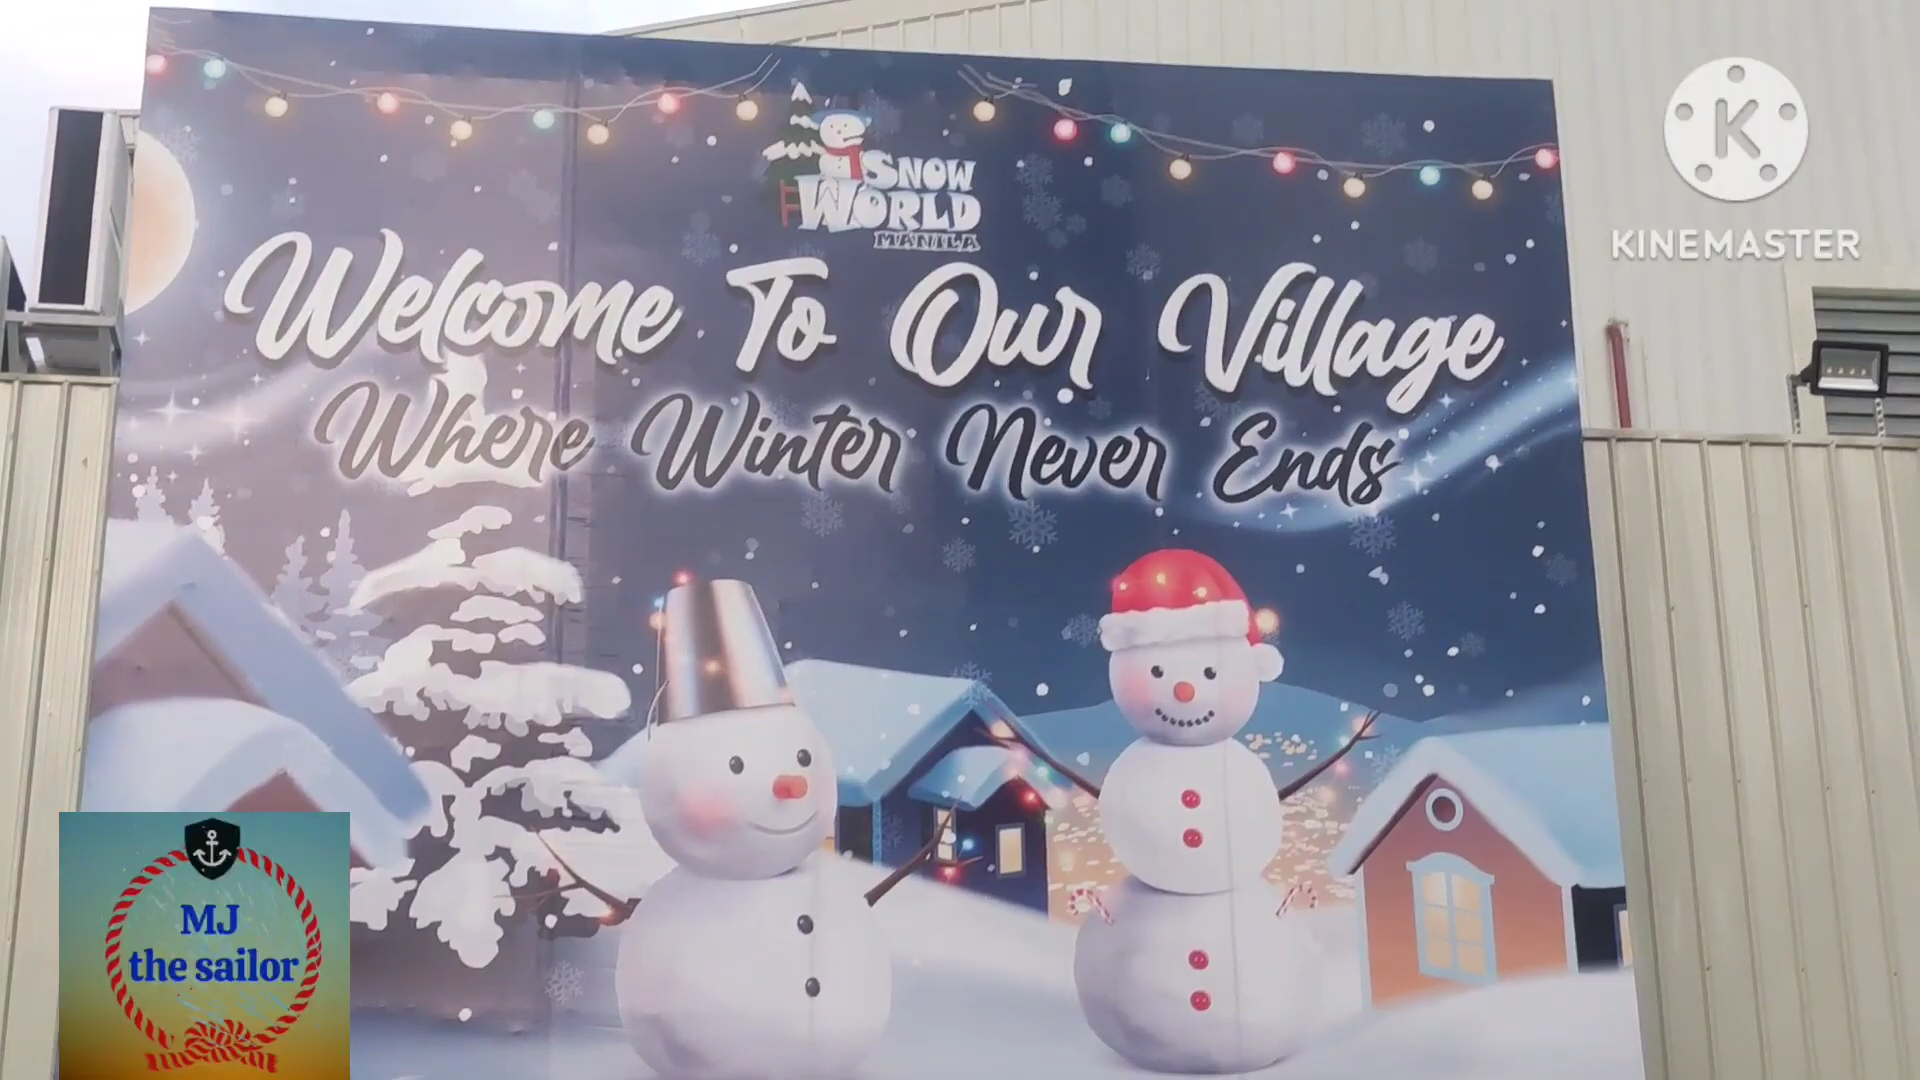 SNOW
WORLD
MANILA
KINEMASTER
Welcome To Our Village
Where Winter Never Ends
MJ
the sailor